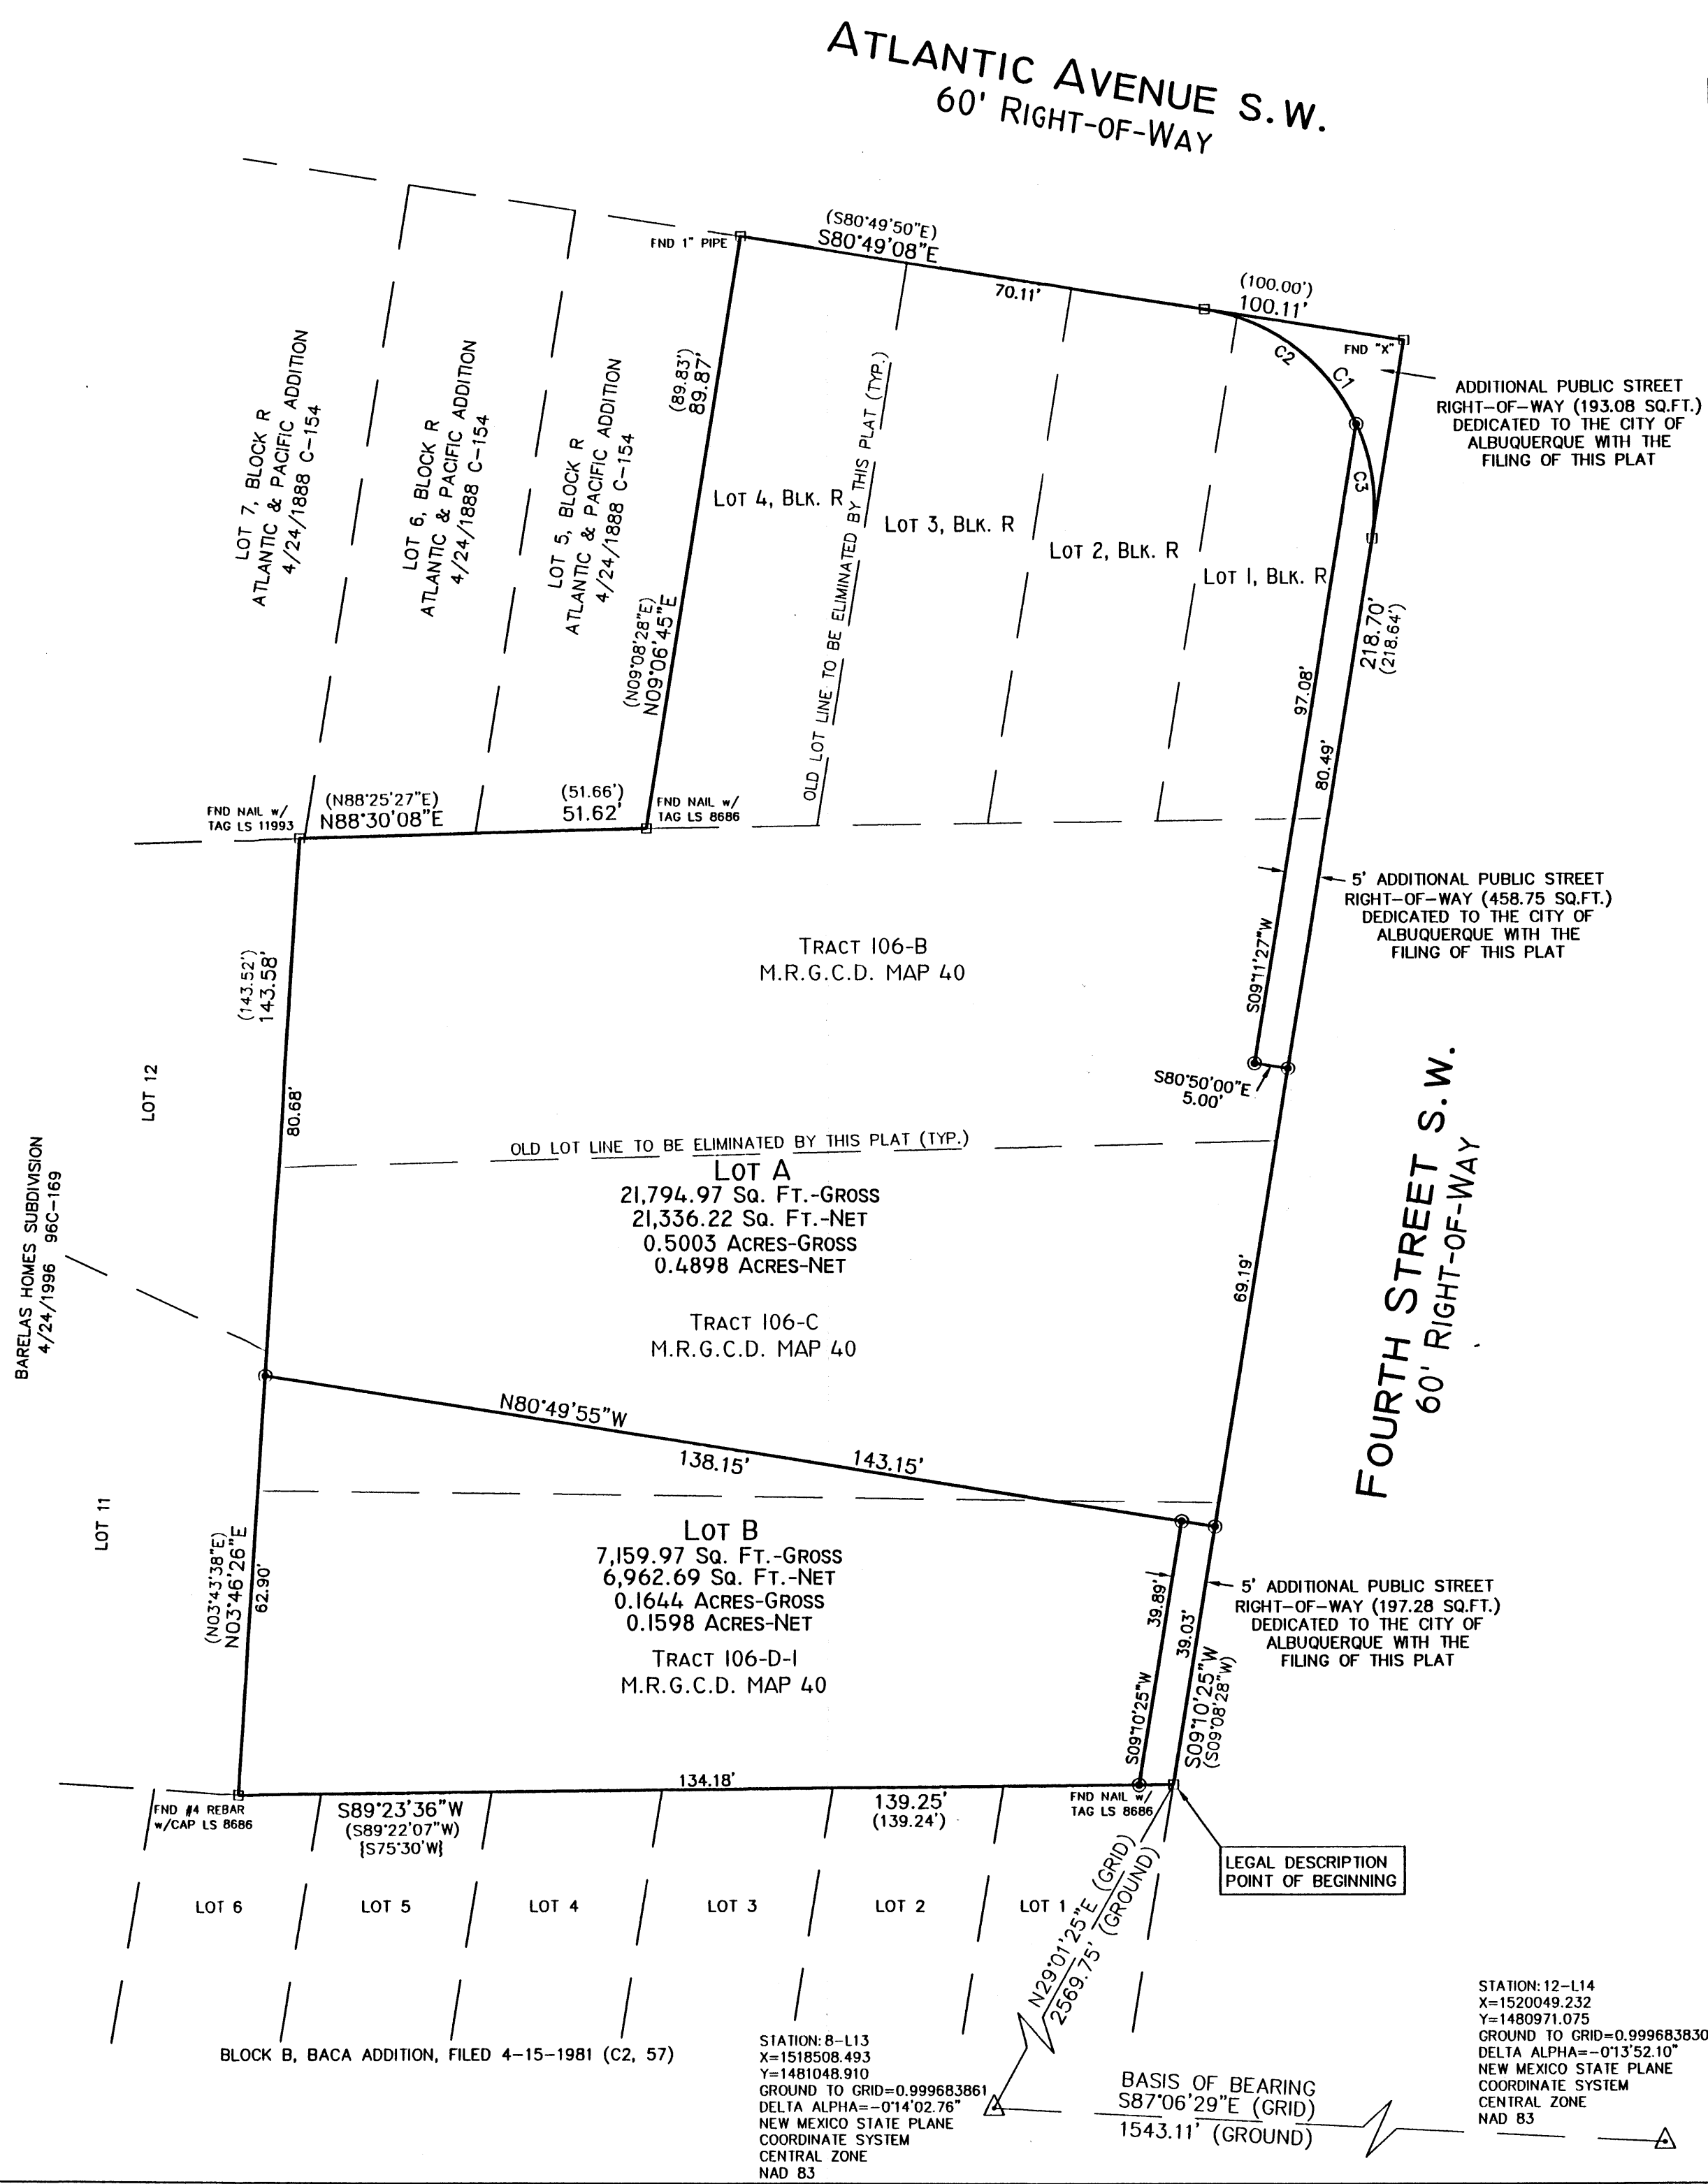 ATLANTIC AVENUE S.W.
60' RIGHT-OF-WAY
(S80°49'50"E)
S80°49'08"E
FND 1" PIPE
70.11'
(100.00')
100.11'
FND "X"
C2
C1
C3
ADDITIONAL PUBLIC STREET
RIGHT-OF-WAY (193.08 SQ.FT.)
DEDICATED TO THE CITY OF
ALBUQUERQUE WITH THE
FILING OF THIS PLAT
LOT 7, BLOCK R
ATLANTIC & PACIFIC ADDITION
4/24/1888 C-154
LOT 6, BLOCK R
ATLANTIC & PACIFIC ADDITION
4/24/1888 C-154
LOT 5, BLOCK R
ATLANTIC & PACIFIC ADDITION
4/24/1888 C-154
(89.83')
89.87'
(N09°08'28"E)
N09°06'45"E
LOT 4, BLK. R
OLD LOT LINE TO BE ELIMINATED BY THIS PLAT (TYP.)
LOT 3, BLK. R
LOT 2, BLK. R
LOT 1, BLK. R
218.70'
(218.64')
97.08'
80.49'
FND NAIL w/
TAG LS 11993
(N88°25'27"E)
N88°30'08"E
(51.66')
51.62'
FND NAIL w/
TAG LS 8686
5' ADDITIONAL PUBLIC STREET
RIGHT-OF-WAY (458.75 SQ.FT.)
DEDICATED TO THE CITY OF
ALBUQUERQUE WITH THE
FILING OF THIS PLAT
TRACT 106-B
M.R.G.C.D. MAP 40
S09°11'27"W
(143.52')
143.58'
S80°50'00"E
5.00'
LOT 12
80.68'
FOURTH STREET S.W.
60' RIGHT-OF-WAY
OLD LOT LINE TO BE ELIMINATED BY THIS PLAT (TYP.)
LOT A
21,794.97 SQ. FT.-GROSS
21,336.22 SQ. FT.-NET
0.5003 ACRES-GROSS
0.4898 ACRES-NET
BARELAS HOMES SUBDIVISION
4/24/1996 96C-169
69.19'
TRACT 106-C
M.R.G.C.D. MAP 40
N80°49'55"W
138.15'
143.15'
LOT 11
LOT B
7,159.97 SQ. FT.-GROSS
6,962.69 SQ. FT.-NET
0.1644 ACRES-GROSS
0.1598 ACRES-NET
(N03°43'38"E)
N03°46'26"E
62.90'
39.89'
39.03'
5' ADDITIONAL PUBLIC STREET
RIGHT-OF-WAY (197.28 SQ.FT.)
DEDICATED TO THE CITY OF
ALBUQUERQUE WITH THE
FILING OF THIS PLAT
TRACT 106-D-1
M.R.G.C.D. MAP 40
S09°10'25"W
S09°10'25"W
(S09°08'28"W)
134.18'
FND #4 REBAR
w/CAP LS 8686
S89°23'36"W
(S89°22'07"W)
{S75°30'W}
139.25'
(139.24')
FND NAIL w/
TAG LS 8686
LEGAL DESCRIPTION
POINT OF BEGINNING
LOT 6
LOT 5
LOT 4
LOT 3
LOT 2
LOT 1
N29°01'25"E (GRID)
2569.75' (GROUND)
BLOCK B, BACA ADDITION, FILED 4-15-1981 (C2, 57)
STATION: 8-L13
X=1518508.493
Y=1481048.910
GROUND TO GRID=0.999683861
DELTA ALPHA=-0°14'02.76"
NEW MEXICO STATE PLANE
COORDINATE SYSTEM
CENTRAL ZONE
NAD 83
BASIS OF BEARING
S87°06'29"E (GRID)
1543.11' (GROUND)
STATION: 12-L14
X=1520049.232
Y=1480971.075
GROUND TO GRID=0.999683830
DELTA ALPHA=-0°13'52.10"
NEW MEXICO STATE PLANE
COORDINATE SYSTEM
CENTRAL ZONE
NAD 83